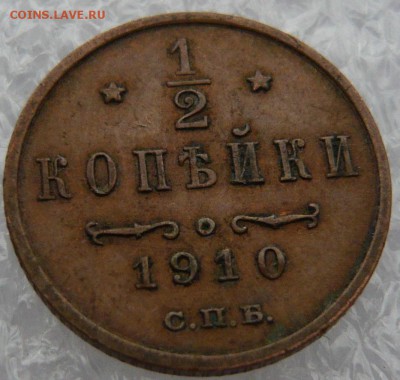 COINS.LAVE.RU
1/2
КОПѢЙКИ
1910
С.П.Б.